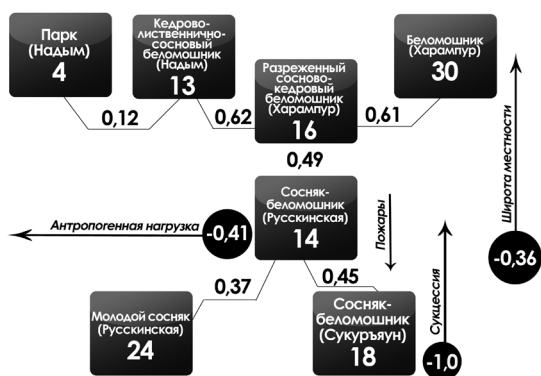 Парк
(Надым)
4
Кедрово-
лиственнично-
сосновый
беломошник
(Надым)
13
Разреженный
сосново-
кедровый
беломошник
(Харампур)
16
Беломошник
(Харампур)
30
0,12
0,62
0,61
0,49
Широта местности
-0,36
Антропогенная нагрузка
-0,41
Сосняк-
беломошник
(Русскинская)
14
Пожары
Сукцессия
-1,0
0,37
0,45
Молодой сосняк
(Русскинская)
24
Сосняк-
беломошник
(Сукуръяун)
18